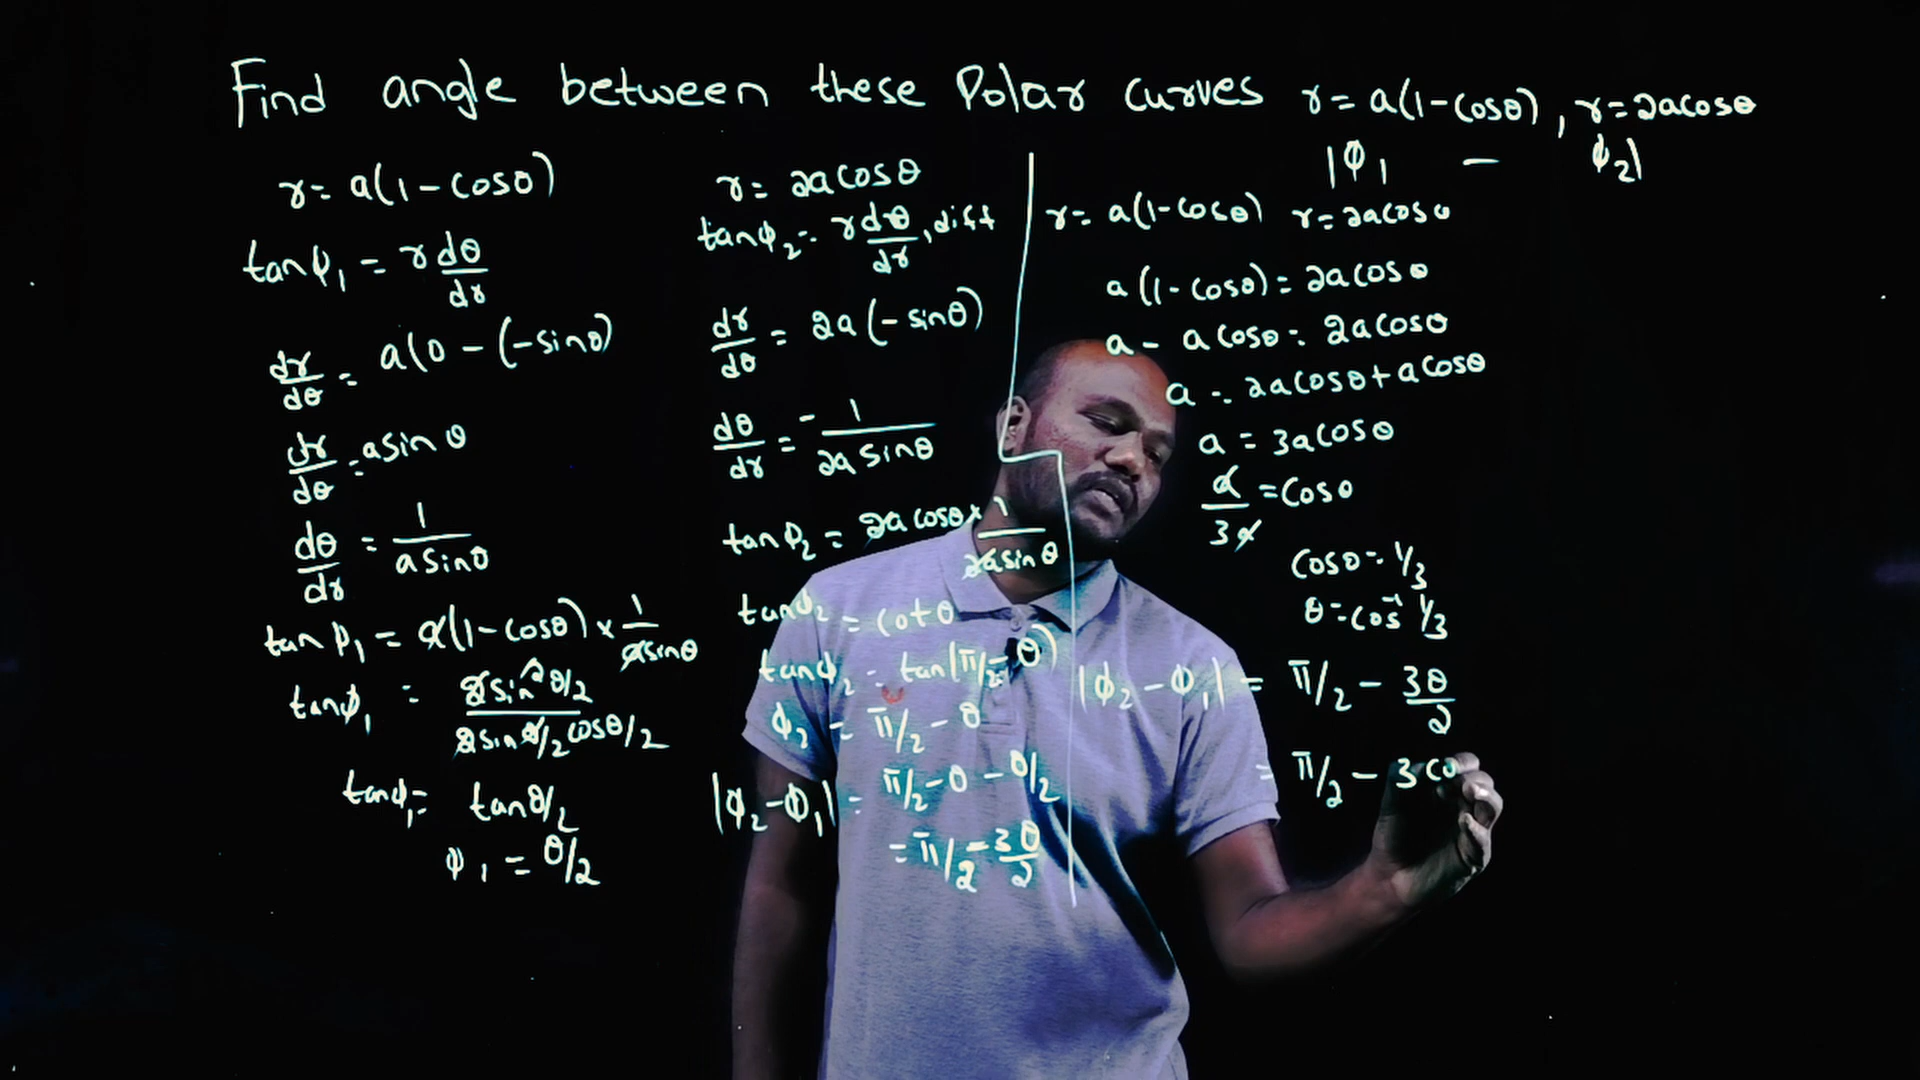 Find angle between these Polar curves r = a(1-cosθ), r=2acosθ
|ϕ₁ - ϕ₂|
r = a(1-cosθ)
tanϕ₁ = r dθ/dr
dr/dθ = a(0 - (-sinθ)
dr/dθ = asinθ
dθ/dr = 1/asinθ
tanϕ₁ = a(1-cosθ) × 1/asinθ
tanϕ₁ = 2sin²θ/2 / 2sinθ/2 cosθ/2
tanϕ₁ = tanθ/2
ϕ₁ = θ/2
r = 2acosθ
tanϕ₂ = r dθ/dr, diff
dr/dθ = 2a(-sinθ)
dθ/dr = -1/2asinθ
tanϕ₂ = 2acosθ × 1/2asinθ
tanϕ₂ = cotθ
tanϕ₂ = tan(π/2-θ)
ϕ₂ = π/2 - θ
|ϕ₂-ϕ₁| = π/2-θ-θ/2
= π/2-3θ/2
r = a(1-cosθ) r=2acosθ
a(1-cosθ) = 2acosθ
a - acosθ = 2acosθ
a = 2acosθ+acosθ
a = 3acosθ
a/3a = cosθ
cosθ = 1/3
θ = cos⁻¹ 1/3
|ϕ₂-ϕ₁| = π/2 - 3θ/2
= π/2 - 3co